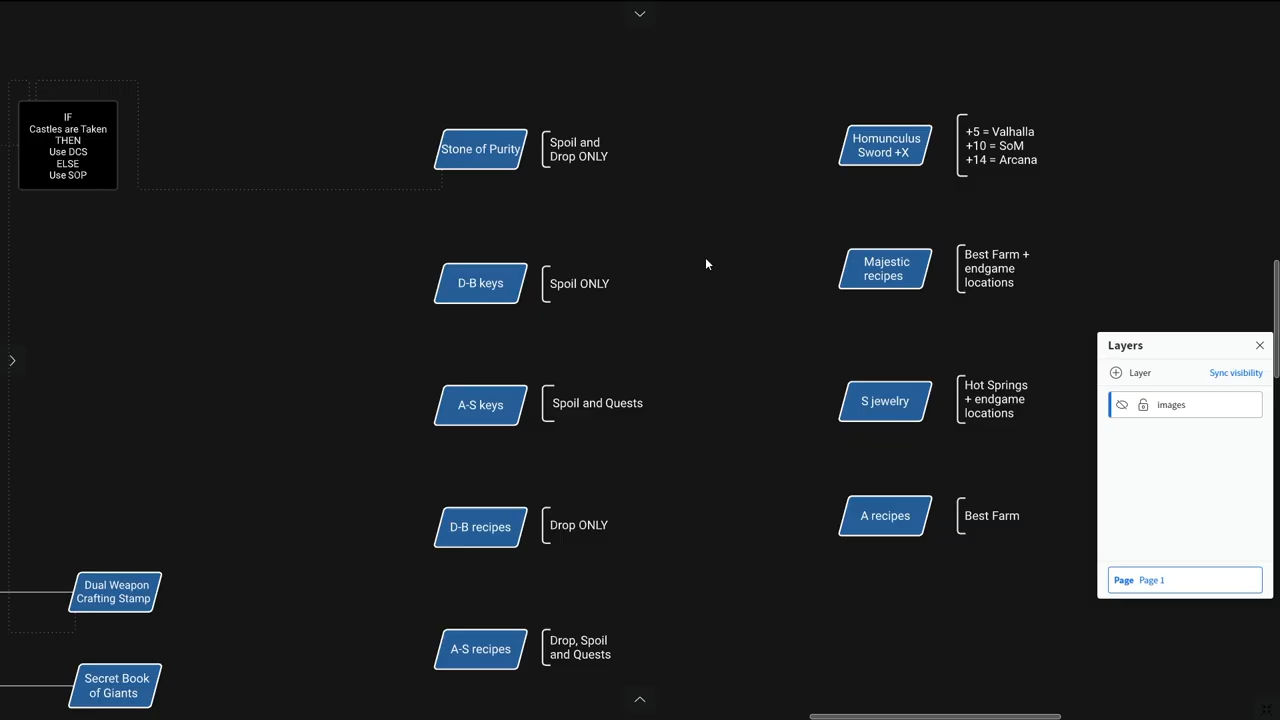 IF
Castles are Taken
THEN
Use DCS
ELSE
Use SOP
Dual Weapon
Crafting Stamp
Secret Book
of Giants
Stone of Purity
Spoil and
Drop ONLY
D-B keys
Spoil ONLY
A-S keys
Spoil and Quests
D-B recipes
Drop ONLY
A-S recipes
Drop, Spoil
and Quests
Homunculus
Sword +X
+5 = Valhalla
+10 = SoM
+14 = Arcana
Majestic
recipes
Best Farm +
endgame
locations
S jewelry
Hot Springs
+ endgame
locations
A recipes
Best Farm
Layers
Layer
Sync visibility
images
Page Page 1